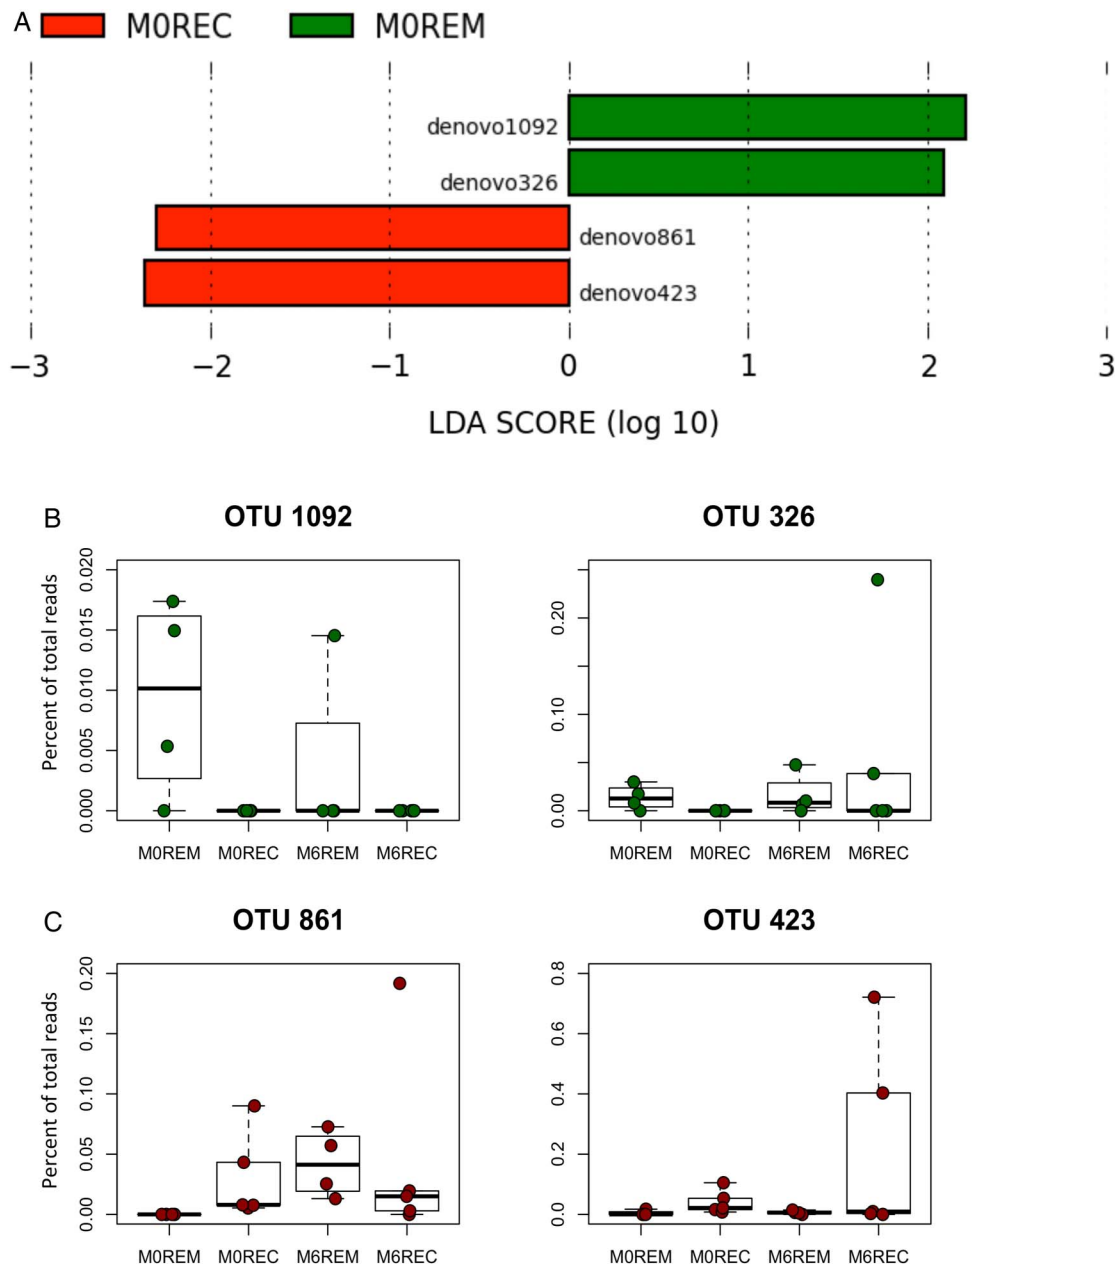 A M0REC M0REM
denovo1092
denovo326
denovo861
denovo423
−3 −2 −1 0 1 2 3
LDA SCORE (log 10)
B OTU 1092 OTU 326
Percent of total reads
0.020
0.015
0.010
0.005
0.000
0.20
0.10
0.00
M0REM M0REC M6REM M6REC M0REM M0REC M6REM M6REC
C OTU 861 OTU 423
Percent of total reads
0.20
0.15
0.10
0.05
0.00
0.8
0.6
0.4
0.2
0.0
M0REM M0REC M6REM M6REC M0REM M0REC M6REM M6REC